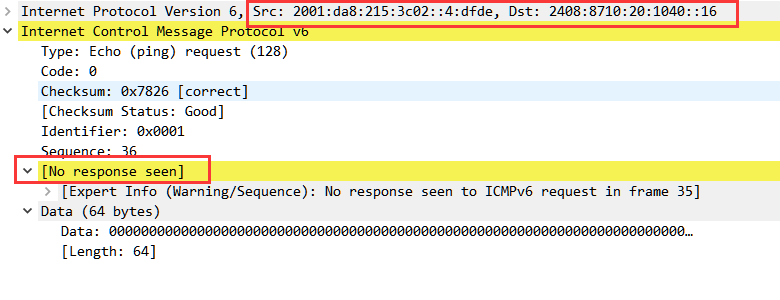 Internet Protocol Version 6, Src: 2001:da8:215:3c02::4:dfde, Dst: 2408:8710:20:1040::16
Internet Control Message Protocol v6
Type: Echo (ping) request (128)
Code: 0
Checksum: 0x7826 [correct]
[Checksum Status: Good]
Identifier: 0x0001
Sequence: 36
[No response seen]
[Expert Info (Warning/Sequence): No response seen to ICMPv6 request in frame 35]
Data (64 bytes)
Data: 000000000000000000000000000000000000000000000000000000000000000000000000…
[Length: 64]